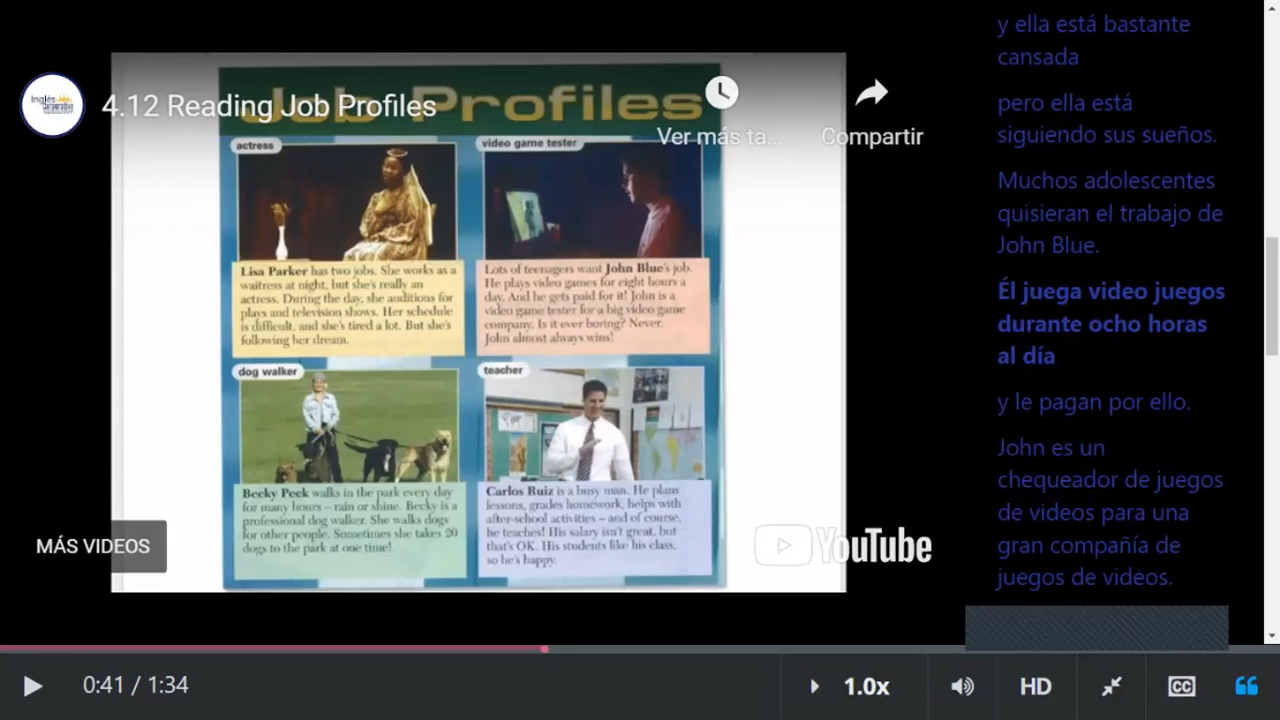 4.12 Reading Job Profiles
Job Profiles
Ver más ta...
Compartir
actress
Lisa Parker has two jobs. She works as a
waitress at night, but she's really an
actress. During the day, she auditions for
plays and television shows. Her schedule
is difficult, and she's tired a lot. But she's
following her dream.
video game tester
Lots of teenagers want John Blue's job.
He plays video games for eight hours a
day. And he gets paid for it! John is a
video game tester for a big video game
company. Is it ever boring? Never.
John almost always wins!
dog walker
Becky Peck walks in the park every day
for many hours – rain or shine. Becky is a
professional dog walker. She walks dogs
for other people. Sometimes she takes 20
dogs to the park at one time!
teacher
Carlos Ruiz is a busy man. He plans
lessons, grades homework, helps with
after-school activities – and of course,
he teaches! His salary isn't great, but
that's OK. His students like his class,
so he's happy.
MÁS VIDEOS
YouTube
y ella está bastante
cansada
pero ella está
siguiendo sus sueños.
Muchos adolescentes
quisieran el trabajo de
John Blue.
Él juega video juegos
durante ocho horas
al día
y le pagan por ello.
John es un
chequeador de juegos
de videos para una
gran compañía de
juegos de videos.
0:41 / 1:34
1.0x
HD
CC